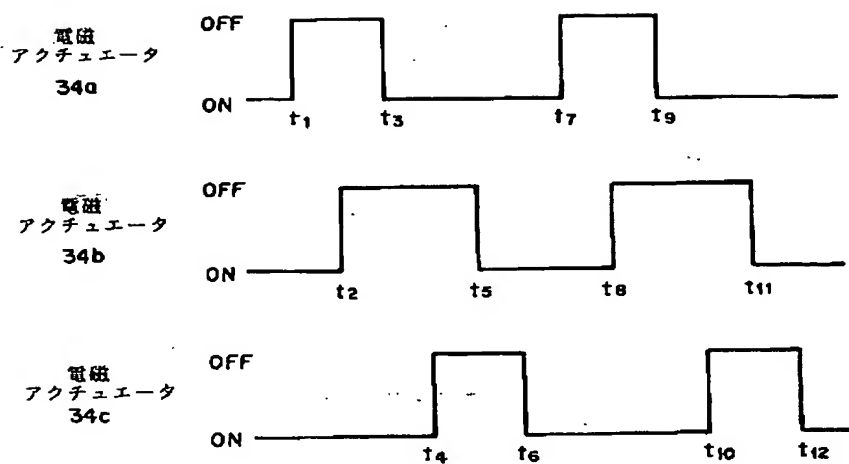 電磁
アクチュエータ
34a
OFF
ON
t1 t3 t7 t9
電磁
アクチュエータ
34b
OFF
ON
t2 t5 t8 t11
電磁
アクチュエータ
34c
OFF
ON
t4 t6 t10 t12